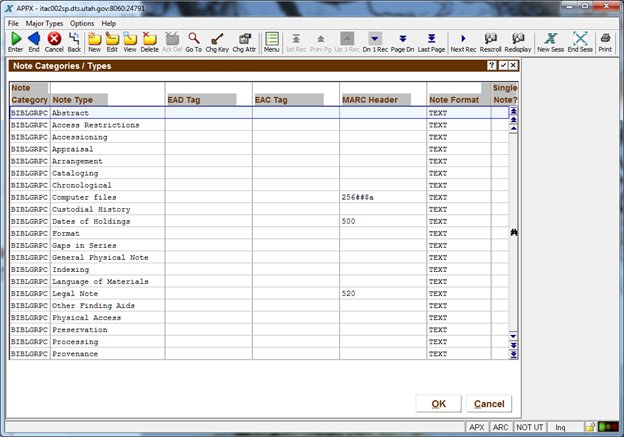 APPX - itac002sp.dts.utah.gov:8060:24791
File Major Types Options Help
Enter End Cancel Back New Edit View Delete Ack Del Go To Chg Key Chg Attr Menu 1st Rec Prev Pg Up 1 Rec Dn 1 Rec Page Dn Last Page Next Rec Rescroll Redisplay New Sess End Sess Print
Note Categories / Types
Note Single
Category Note Type EAD Tag EAC Tag MARC Header Note Format Note?
BIBLGRPC Abstract TEXT
BIBLGRPC Access Restrictions TEXT
BIBLGRPC Accessioning TEXT
BIBLGRPC Appraisal TEXT
BIBLGRPC Arrangement TEXT
BIBLGRPC Cataloging TEXT
BIBLGRPC Chronological TEXT
BIBLGRPC Computer files 256##$a TEXT
BIBLGRPC Custodial History TEXT
BIBLGRPC Dates of Holdings 500 TEXT
BIBLGRPC Format TEXT
BIBLGRPC Gaps in Series TEXT
BIBLGRPC General Physical Note TEXT
BIBLGRPC Indexing TEXT
BIBLGRPC Language of Materials TEXT
BIBLGRPC Legal Note 520 TEXT
BIBLGRPC Other Finding Aids TEXT
BIBLGRPC Physical Access TEXT
BIBLGRPC Preservation TEXT
BIBLGRPC Processing TEXT
BIBLGRPC Provenance TEXT
OK Cancel
APX ARC NOT UT Inq